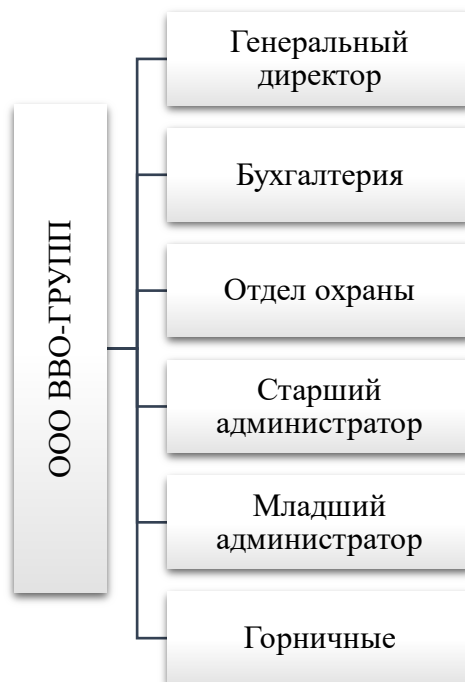 ООО ВВО-ГРУПП
Генеральный
директор
Бухгалтерия
Отдел охраны
Старший
администратор
Младший
администратор
Горничные